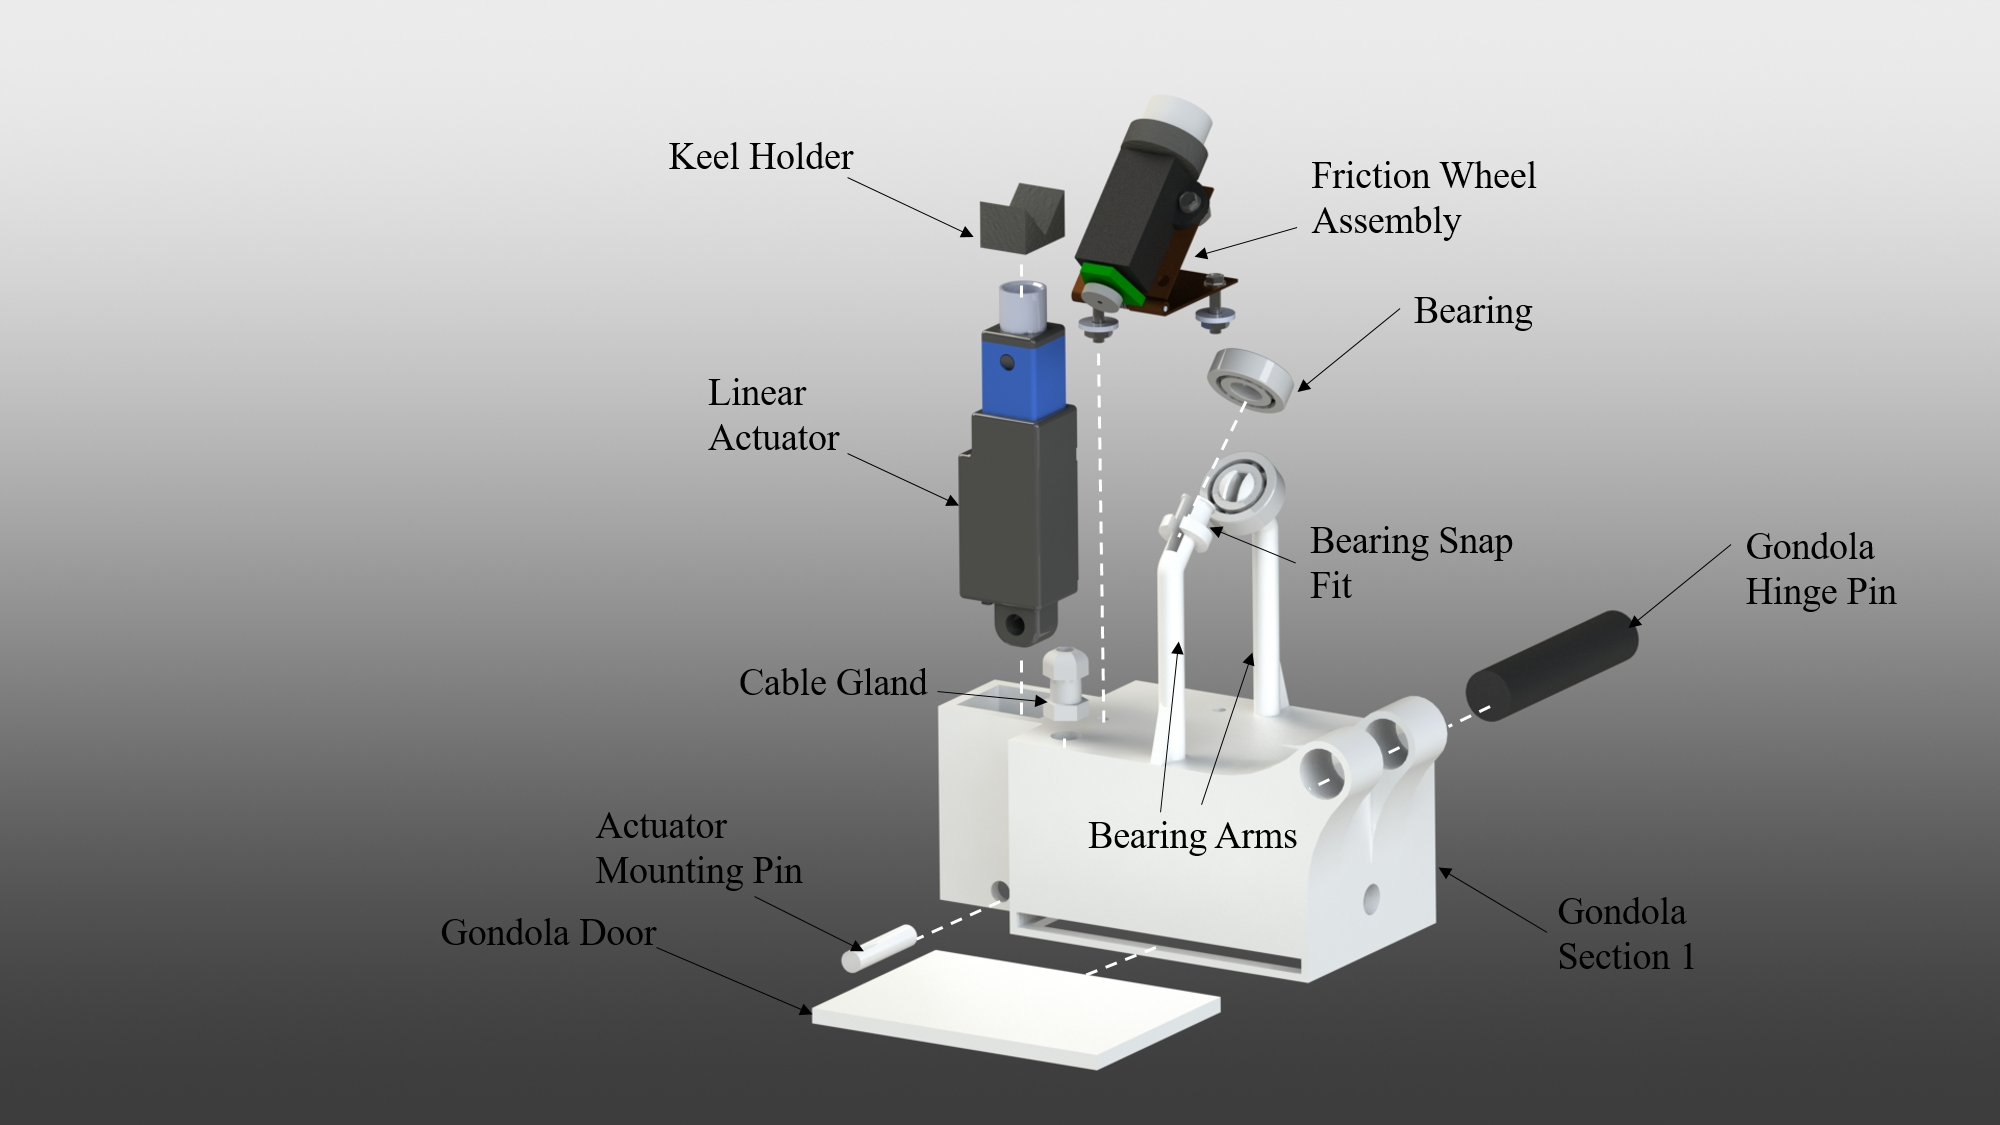 Keel Holder
Friction Wheel
Assembly
Bearing
Linear
Actuator
Bearing Snap
Fit
Gondola
Hinge Pin
Cable Gland
Actuator
Mounting Pin
Bearing Arms
Gondola Door
Gondola
Section 1